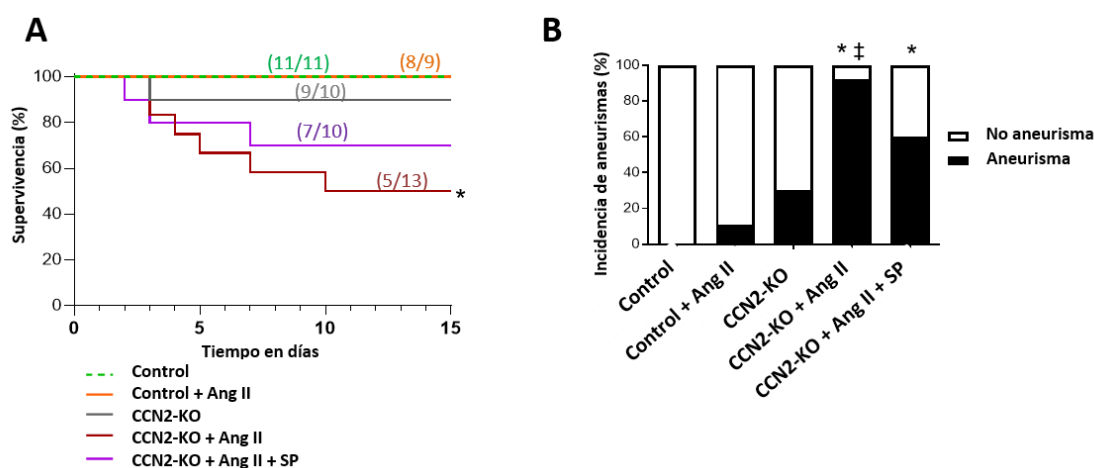 A
Supervivencia (%)
100
80
60
40
20
0
0
5
10
15
Tiempo en días
(11/11)
(8/9)
(9/10)
(7/10)
(5/13)
*
Control
Control + Ang II
CCN2-KO
CCN2-KO + Ang II
CCN2-KO + Ang II + SP
B
Incidencia de aneurismas (%)
100
80
60
40
20
0
* ‡
*
No aneurisma
Aneurisma
Control
Control + Ang II
CCN2-KO
CCN2-KO + Ang II
CCN2-KO + Ang II + SP